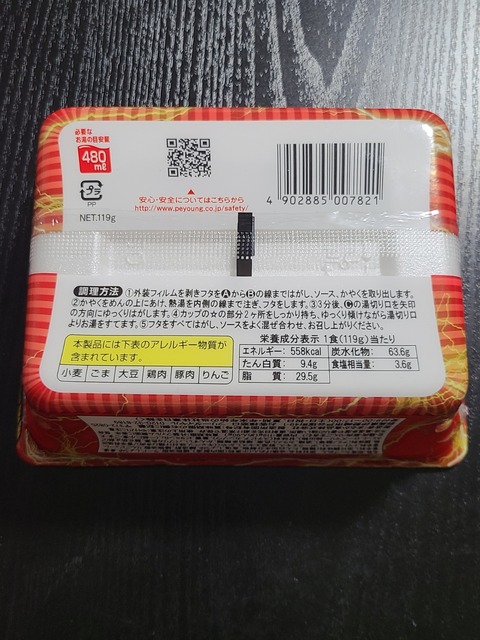 必要な
お湯の目安量
480
mℓ
プラ
PP
NET.119g
安心・安全についてはこちらから
http://www.peyoung.co.jp/safety/
4 902885 007821
調理方法 ①外装フィルムを剥きフタをⒶからⒷの線まではがし、ソース、かやくを取り出します。
②かやくをめんの上にあけ、熱湯を内側の線まで注ぎ、フタをします。③3分後、Ⓒの湯切り口を矢印
の方向にゆっくりはがします。④カップの☆の部分2ヶ所をしっかり持ち、ゆっくり傾けながら湯切り口
よりお湯をすてます。⑤フタをすべてはがし、ソースをよく混ぜ合わせ、お召し上がりください。
本製品には下表のアレルギー物質が
含まれています。
小麦 ごま 大豆 鶏肉 豚肉 りんご
栄養成分表示 1食(119g)当たり
エネルギー: 558kcal 炭水化物: 63.6g
たん白質: 9.4g 食塩相当量: 3.6g
脂 質: 29.5g